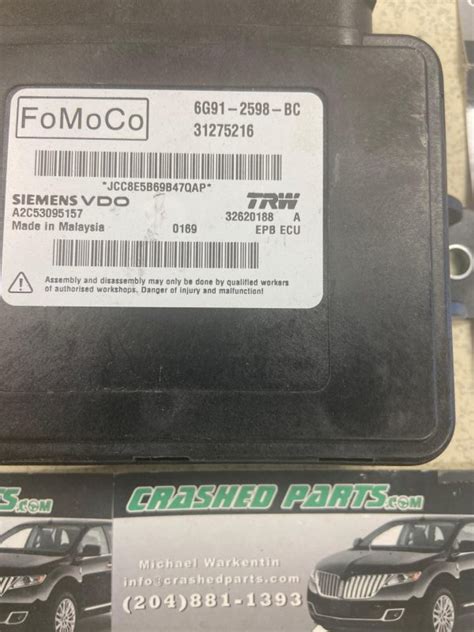 FoMoCo
6G91-2598-BC
31275216
*JCC8E5B69B47QAP*
SIEMENS VDO
A2C53095157
Made in Malaysia
0169
TRW
32620188 A
EPB ECU
Assembly and disassembly may only be done by qualified workers
of authorised workshops. Danger of injury and malfunction!
PARTS.COM
CRASHED PARTS.COM
Michael Warkentin
info@crashedparts.com
(204)881-1393